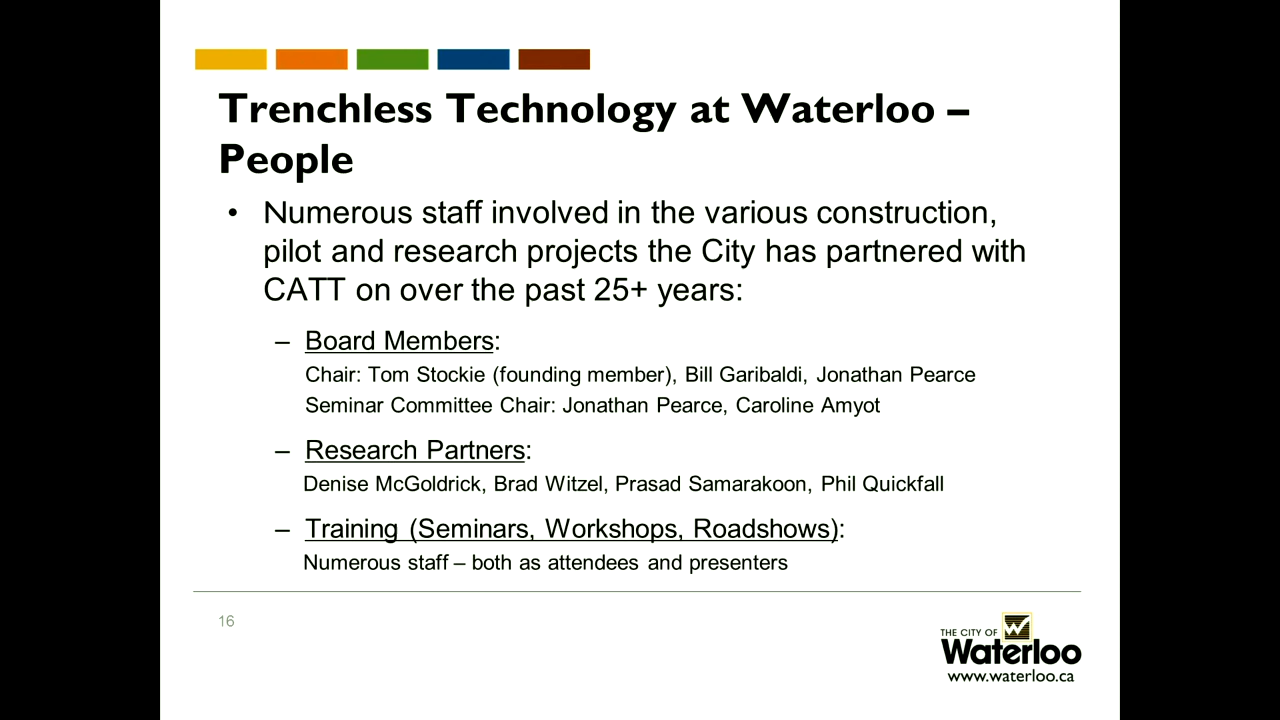 Trenchless Technology at Waterloo –
People
• Numerous staff involved in the various construction,
pilot and research projects the City has partnered with
CATT on over the past 25+ years:
– Board Members:
Chair: Tom Stockie (founding member), Bill Garibaldi, Jonathan Pearce
Seminar Committee Chair: Jonathan Pearce, Caroline Amyot
– Research Partners:
Denise McGoldrick, Brad Witzel, Prasad Samarakoon, Phil Quickfall
– Training (Seminars, Workshops, Roadshows):
Numerous staff – both as attendees and presenters
16
THE CITY OF
Waterloo
www.waterloo.ca